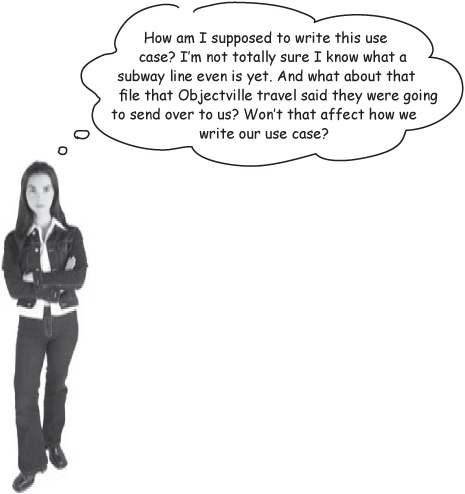 How am I supposed to write this use
case? I'm not totally sure I know what a
subway line even is yet. And what about that
file that Objectville travel said they were going
to send over to us? Won't that affect how we
write our use case?